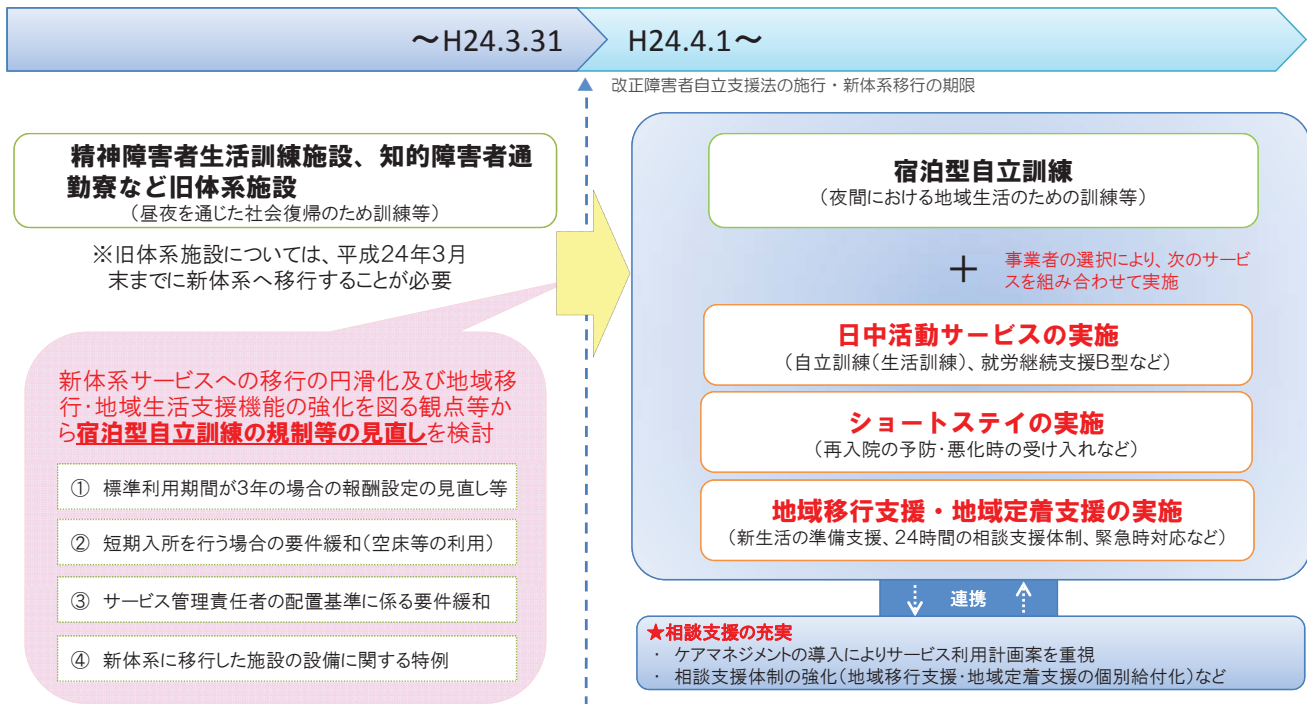 ～H24.3.31
H24.4.1～
改正障害者自立支援法の施行・新体系移行の期限
精神障害者生活訓練施設、知的障害者通
勤寮など旧体系施設
（昼夜を通じた社会復帰のため訓練等）
※旧体系施設については、平成24年3月
末までに新体系へ移行することが必要
新体系サービスへの移行の円滑化及び地域移
行・地域生活支援機能の強化を図る観点等か
ら宿泊型自立訓練の規制等の見直しを検討
① 標準利用期間が3年の場合の報酬設定の見直し等
② 短期入所を行う場合の要件緩和（空床等の利用）
③ サービス管理責任者の配置基準に係る要件緩和
④ 新体系に移行した施設の設備に関する特例
宿泊型自立訓練
（夜間における地域生活のための訓練等）
＋
事業者の選択により、次のサービ
スを組み合わせて実施
日中活動サービスの実施
（自立訓練（生活訓練）、就労継続支援B型など）
ショートステイの実施
（再入院の予防・悪化時の受け入れなど）
地域移行支援・地域定着支援の実施
（新生活の準備支援、24時間の相談支援体制、緊急時対応など）
連携
★相談支援の充実
・ ケアマネジメントの導入によりサービス利用計画案を重視
・ 相談支援体制の強化（地域移行支援・地域定着支援の個別給付化）など